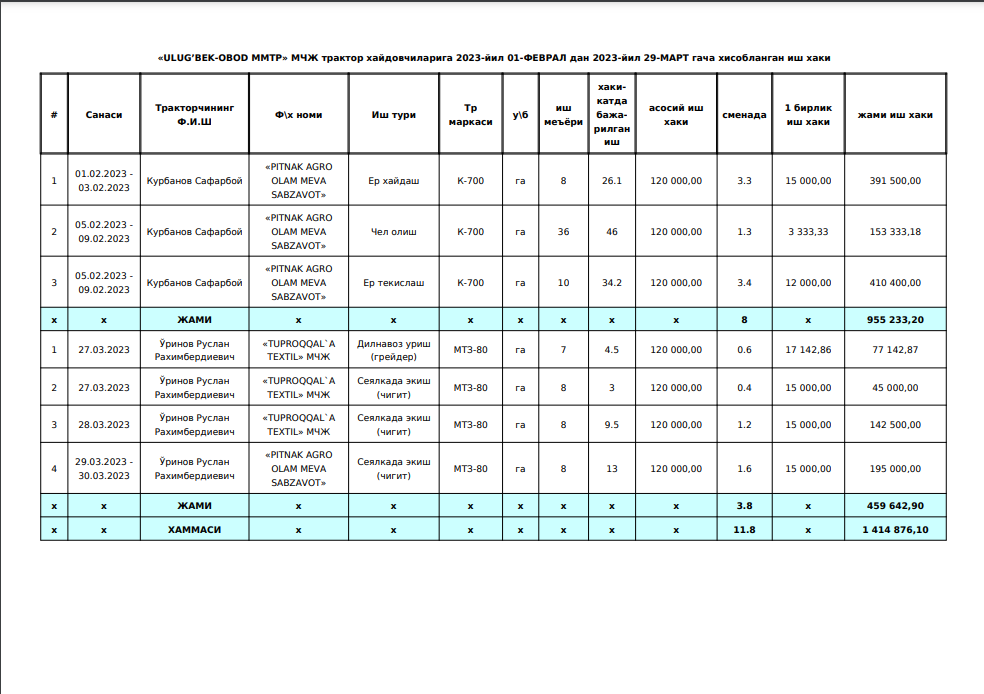 «ULUG’BEK-OBOD MMTP» МЧЖ трактор хайдовчиларига 2023-йил 01-ФЕВРАЛ дан 2023-йил 29-МАРТ гача хисобланган иш хаки
# Санаси Тракторчининг Ф.И.Ш Ф\х номи Иш тури Тр маркаси у\б иш меъёри хаки-катда бажа-рилган иш асосий иш хаки сменада 1 бирлик иш хаки жами иш хаки
1 01.02.2023 - 03.02.2023 Курбанов Сафарбой «PITNAK AGRO OLAM MEVA SABZAVOT» Ер хайдаш К-700 га 8 26.1 120 000,00 3.3 15 000,00 391 500,00
2 05.02.2023 - 09.02.2023 Курбанов Сафарбой «PITNAK AGRO OLAM MEVA SABZAVOT» Чел олиш К-700 га 36 46 120 000,00 1.3 3 333,33 153 333,18
3 05.02.2023 - 09.02.2023 Курбанов Сафарбой «PITNAK AGRO OLAM MEVA SABZAVOT» Ер текислаш К-700 га 10 34.2 120 000,00 3.4 12 000,00 410 400,00
x x ЖАМИ x x x x x x x 8 x 955 233,20
1 27.03.2023 Ўринов Руслан Рахимбердиевич «TUPROQQAL`A TEXTIL» МЧЖ Дилнавоз уриш (грейдер) МТЗ-80 га 7 4.5 120 000,00 0.6 17 142,86 77 142,87
2 27.03.2023 Ўринов Руслан Рахимбердиевич «TUPROQQAL`A TEXTIL» МЧЖ Сеялкада экиш (чигит) МТЗ-80 га 8 3 120 000,00 0.4 15 000,00 45 000,00
3 28.03.2023 Ўринов Руслан Рахимбердиевич «TUPROQQAL`A TEXTIL» МЧЖ Сеялкада экиш (чигит) МТЗ-80 га 8 9.5 120 000,00 1.2 15 000,00 142 500,00
4 29.03.2023 - 30.03.2023 Ўринов Руслан Рахимбердиевич «PITNAK AGRO OLAM MEVA SABZAVOT» Сеялкада экиш (чигит) МТЗ-80 га 8 13 120 000,00 1.6 15 000,00 195 000,00
x x ЖАМИ x x x x x x x 3.8 x 459 642,90
x x ХАММАСИ x x x x x x x 11.8 x 1 414 876,10